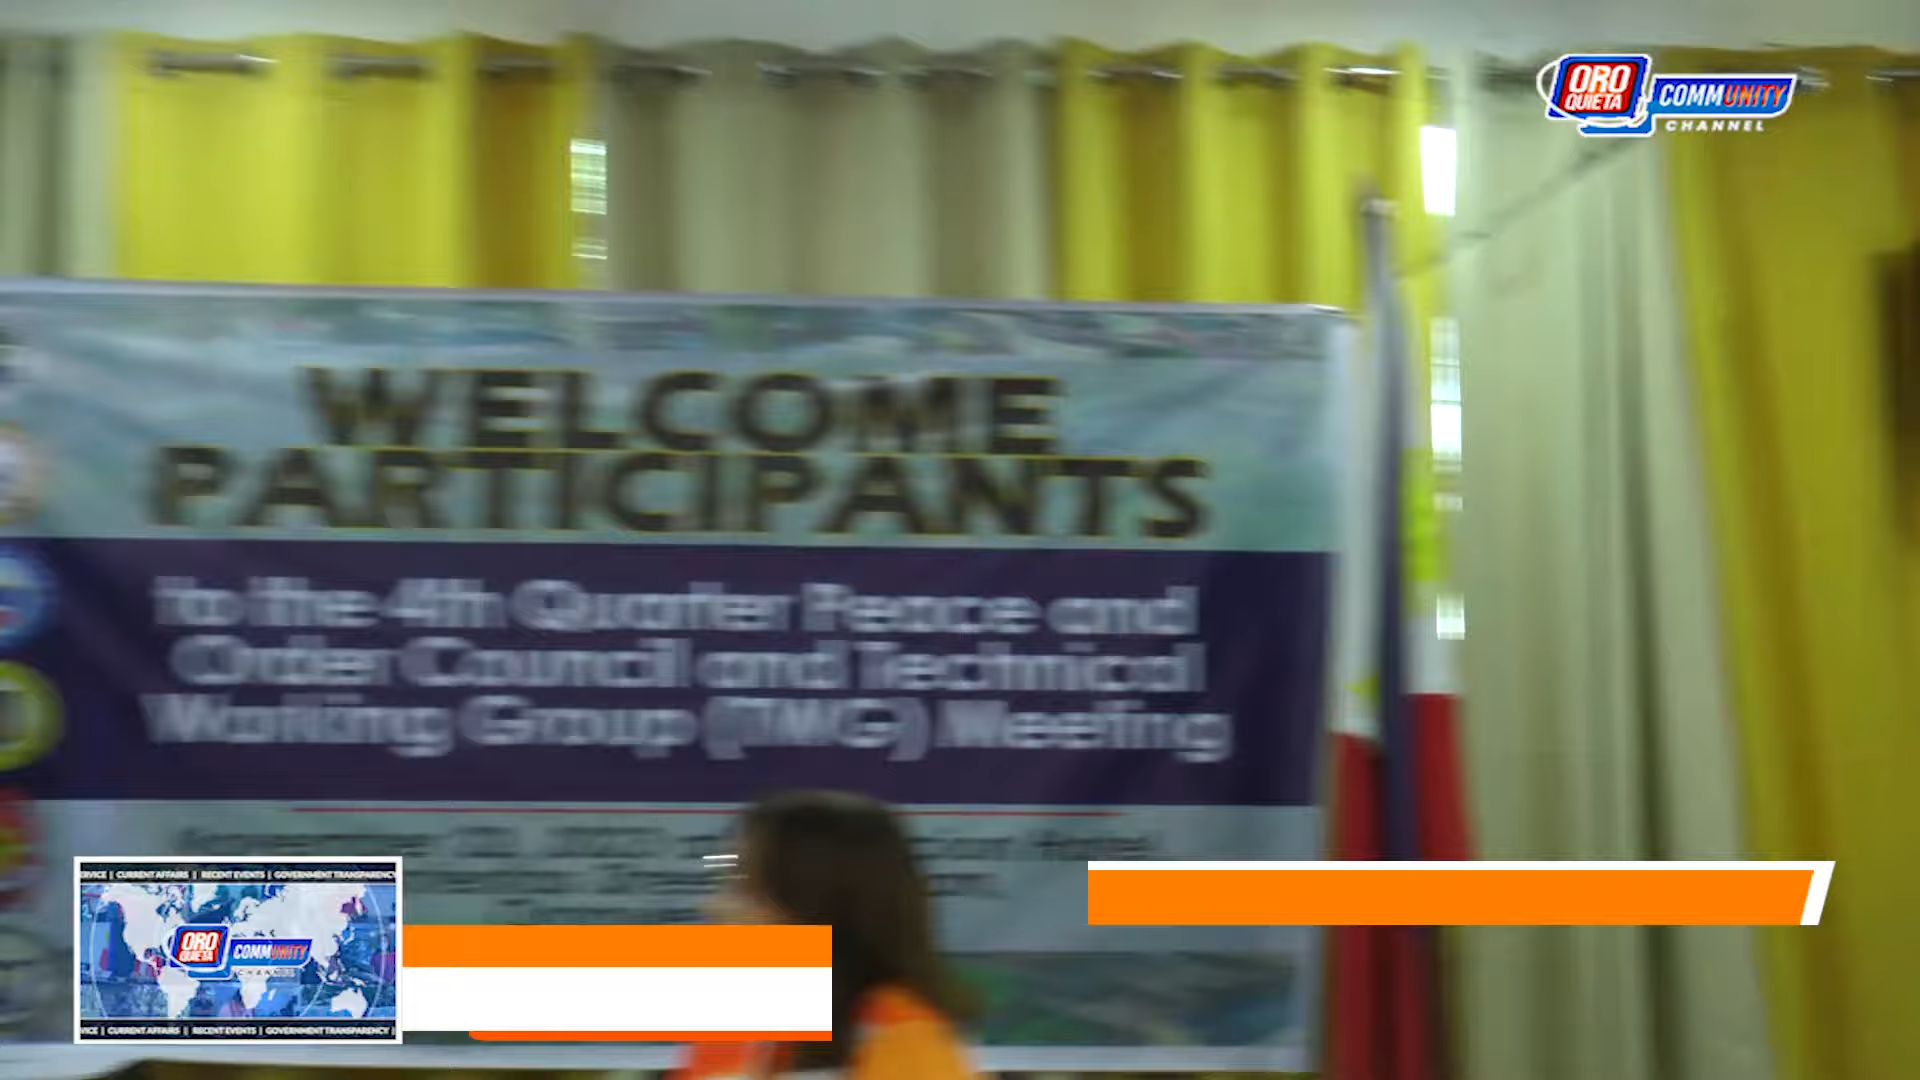 ORO
QUIETA
COMMUNITY
CHANNEL
WELCOME
PARTICIPANTS
to the 4th Quarter Peace and
Order Council and Technical
Working Group (TWG) Meeting
CURRENT AFFAIRS | RECENT EVENTS | GOVERNMENT TRANSPARENCY
ORO
QUIETA
COMMUNITY
CHANNEL
| CURRENT AFFAIRS | RECENT EVENTS | GOVERNMENT TRANSPARENCY |